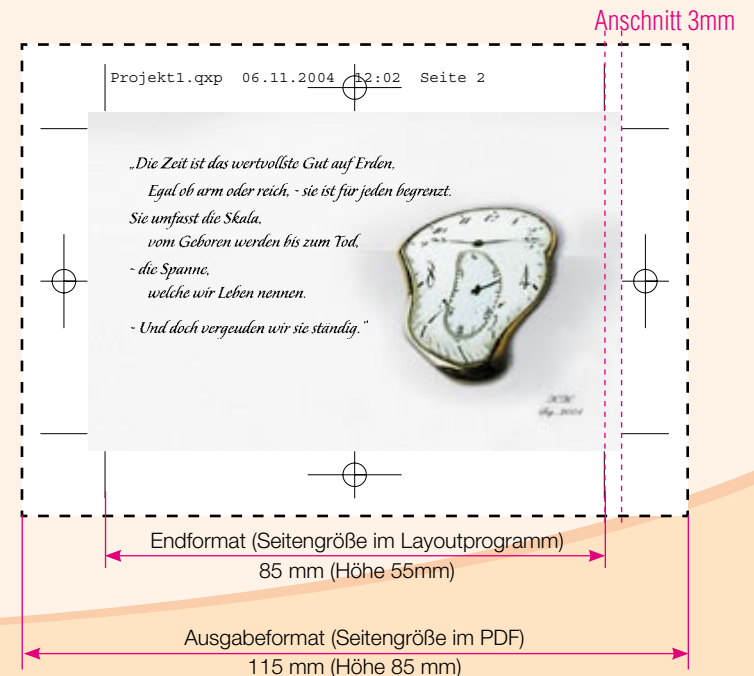 Anschnitt 3mm
Projekt1.qxp 06.11.2004 12:02 Seite 2
„Die Zeit ist das wertvollste Gut auf Erden,
Egal ob arm oder reich, - sie ist für jeden begrenzt.
Sie umfasst die Skala,
vom Geboren werden bis zum Tod,
- die Spanne,
welche wir Leben nennen.
- Und doch vergeuden wir sie ständig.“
Endformat (Seitengröße im Layoutprogramm)
85 mm (Höhe 55mm)
Ausgabeformat (Seitengröße im PDF)
115 mm (Höhe 85 mm)